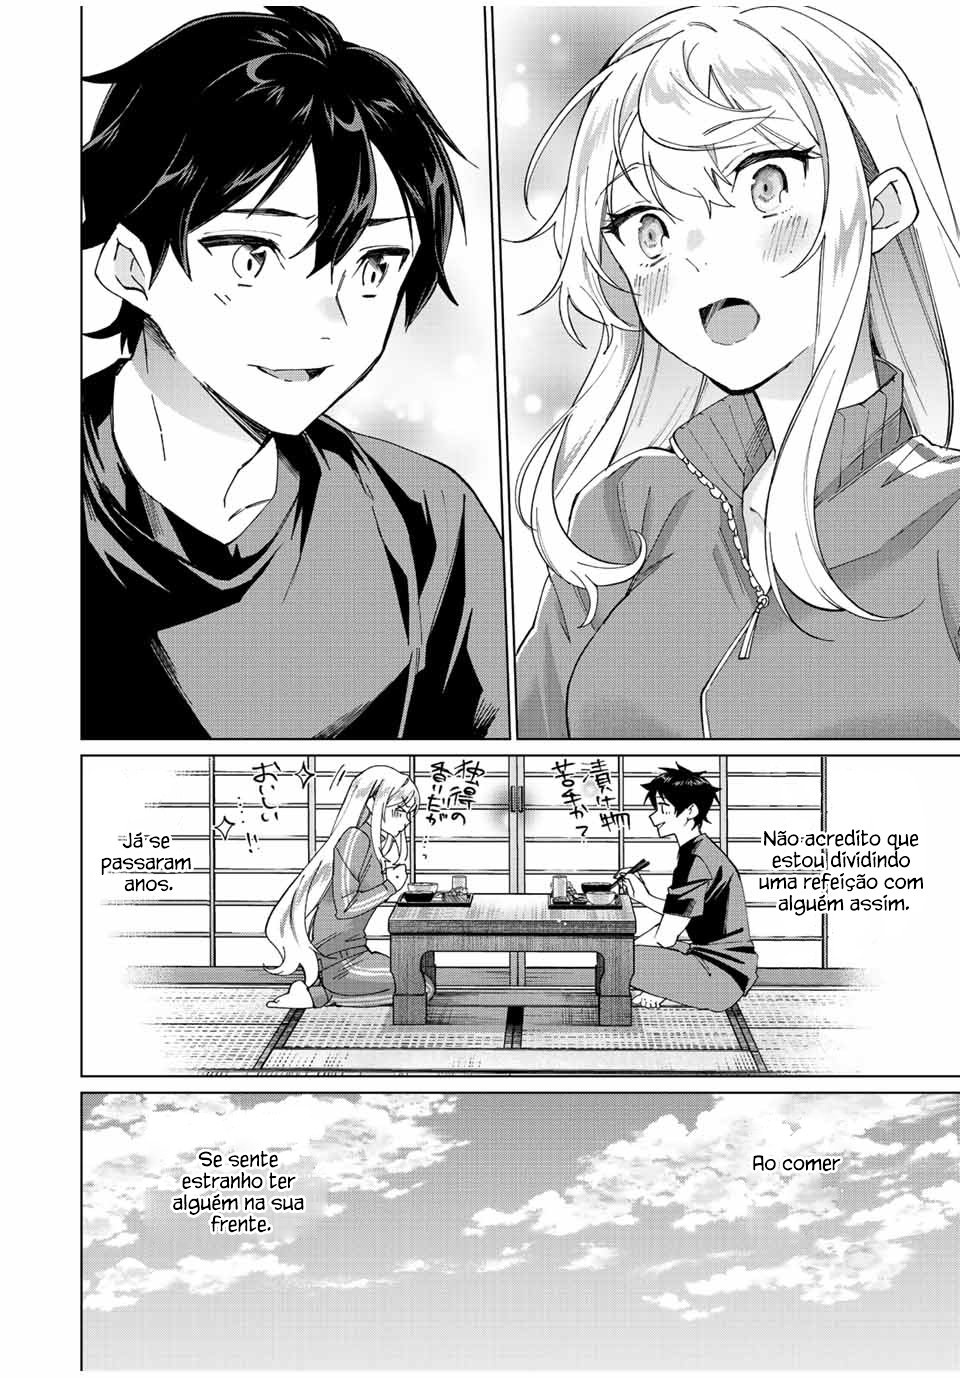 Não acredito que
estou dividindo
uma refeição com
alguém assim.
漬け物
苦手かて
独得の
香りだが
……
おいしい
!!
Já se
passaram
anos.
Ao comer
Se sente
estranho ter
alguém na sua
frente.